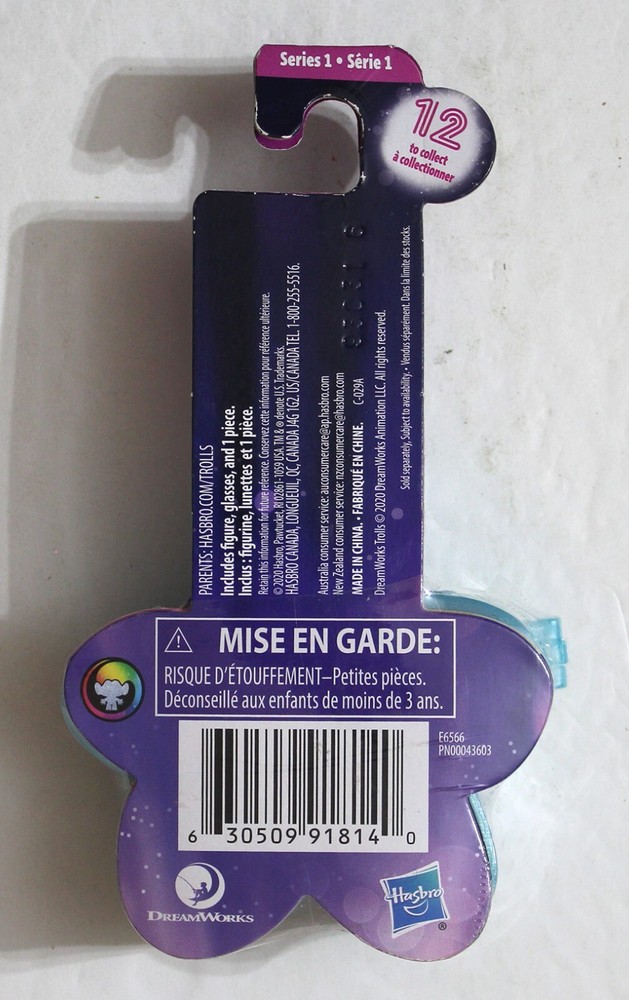 Series 1 • Série 1
12
to collect
à collectionner
PARENTS: HASBRO.COM/TROLLS
Includes figure, glasses, and 1 piece.
Inclus : figurine, lunettes et 1 pièce.
Retain this information for future reference. Conservez cette information pour référence ultérieure.
© 2020 Hasbro, Pawtucket, RI 02861-1059 USA. TM & ® denote U.S. Trademarks.
HASBRO CANADA, LONGUEUIL, QC, CANADA J4G 1G2. US/CANADA TEL. 1-800-255-5516.
Australia consumer service: auconsumercare@ap.hasbro.com
New Zealand consumer service: nzconsumercare@hasbro.com
MADE IN CHINA. • FABRIQUÉ EN CHINE. C-029A
DreamWorks Trolls © 2020 DreamWorks Animation LLC. All rights reserved.
Sold separately, Subject to availability. • Vendus séparément. Dans la limite des stocks.
MISE EN GARDE:
RISQUE D'ÉTOUFFEMENT–Petites pièces.
Déconseillé aux enfants de moins de 3 ans.
E6566
PN00043603
6 30509 91814 0
DREAMWORKS
Hasbro
®